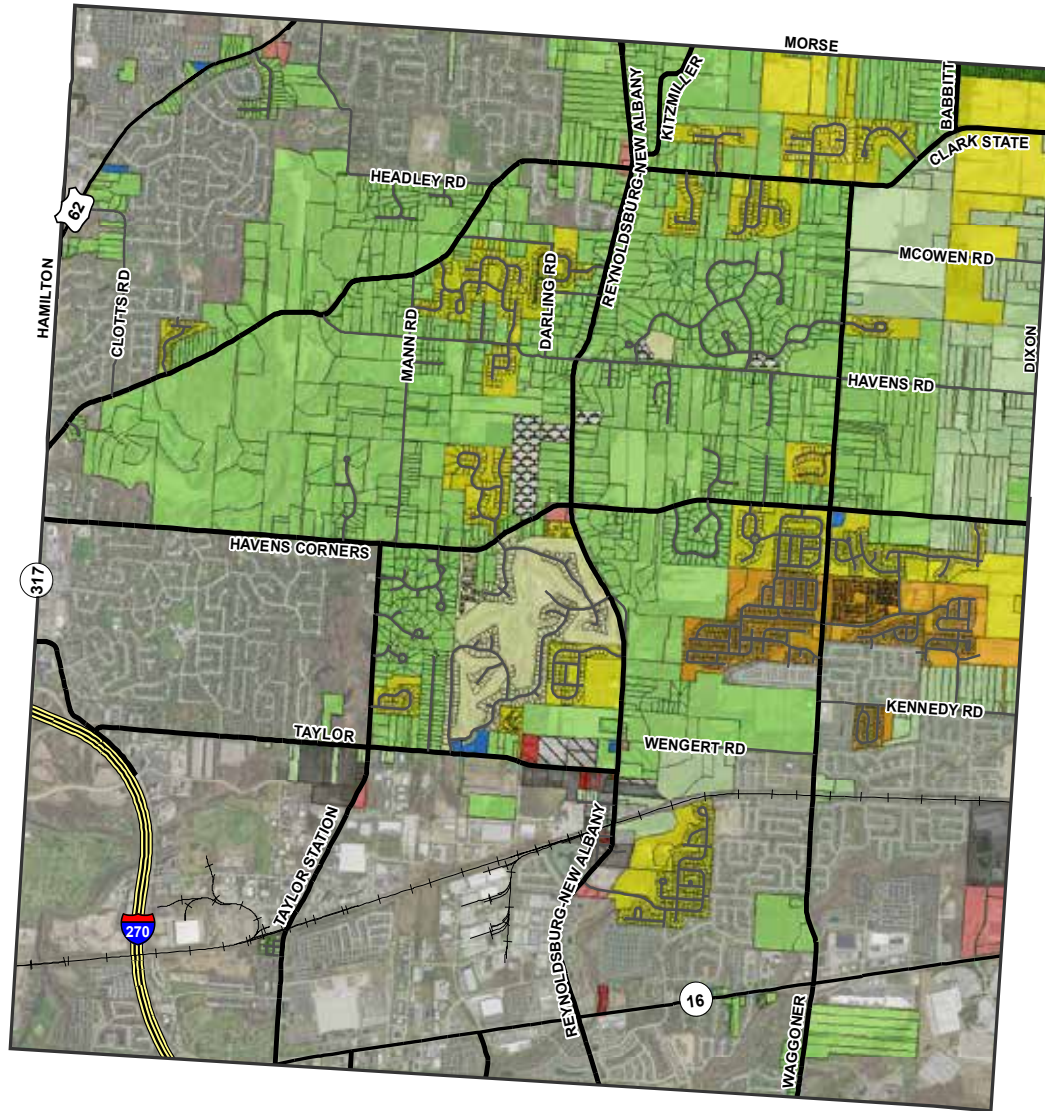 MORSE
BABBITT
KITZMILLER
REYNOLDSBURG-NEW ALBANY
CLARK STATE
HEADLEY RD
62
MCOWEN RD
HAMILTON
CLOTTS RD
DARLING RD
MANN RD
DIXON
HAVENS RD
HAVENS CORNERS
317
KENNEDY RD
TAYLOR
WENGERT RD
TAYLOR STATION
REYNOLDSBURG-NEW ALBANY
270
16
WAGGONER